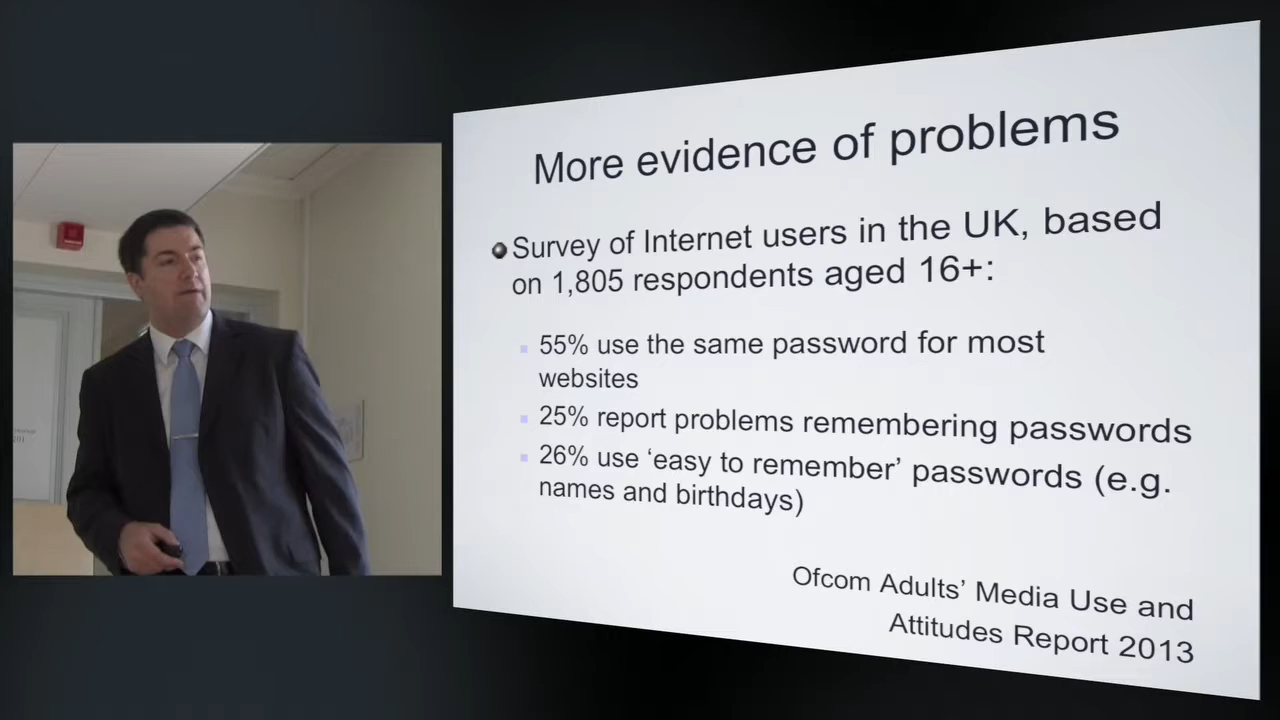 More evidence of problems
Survey of Internet users in the UK, based
on 1,805 respondents aged 16+:
55% use the same password for most
websites
25% report problems remembering passwords
26% use ‘easy to remember’ passwords (e.g.
names and birthdays)
Ofcom Adults’ Media Use and
Attitudes Report 2013